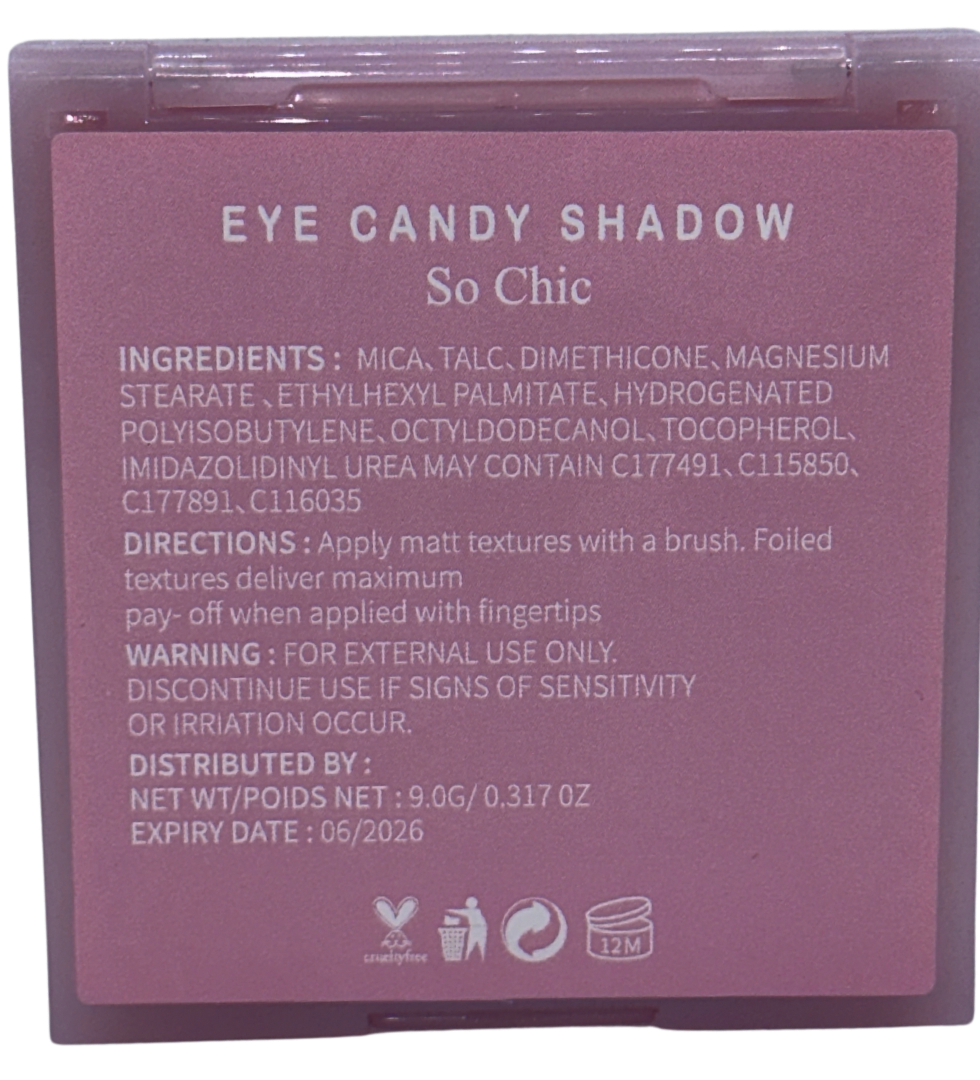 EYE CANDY SHADOW
So Chic
INGREDIENTS : MICA、TALC、DIMETHICONE、MAGNESIUM
STEARATE 、ETHYLHEXYL PALMITATE、HYDROGENATED
POLYISOBUTYLENE、OCTYLDODECANOL、TOCOPHEROL、
IMIDAZOLIDINYL UREA MAY CONTAIN C177491、C115850、
C177891、C116035
DIRECTIONS : Apply matt textures with a brush. Foiled
textures deliver maximum
pay- off when applied with fingertips
WARNING : FOR EXTERNAL USE ONLY.
DISCONTINUE USE IF SIGNS OF SENSITIVITY
OR IRRIATION OCCUR.
DISTRIBUTED BY :
NET WT/POIDS NET : 9.0G/ 0.317 0Z
EXPIRY DATE : 06/2026
crueltyfree
12M